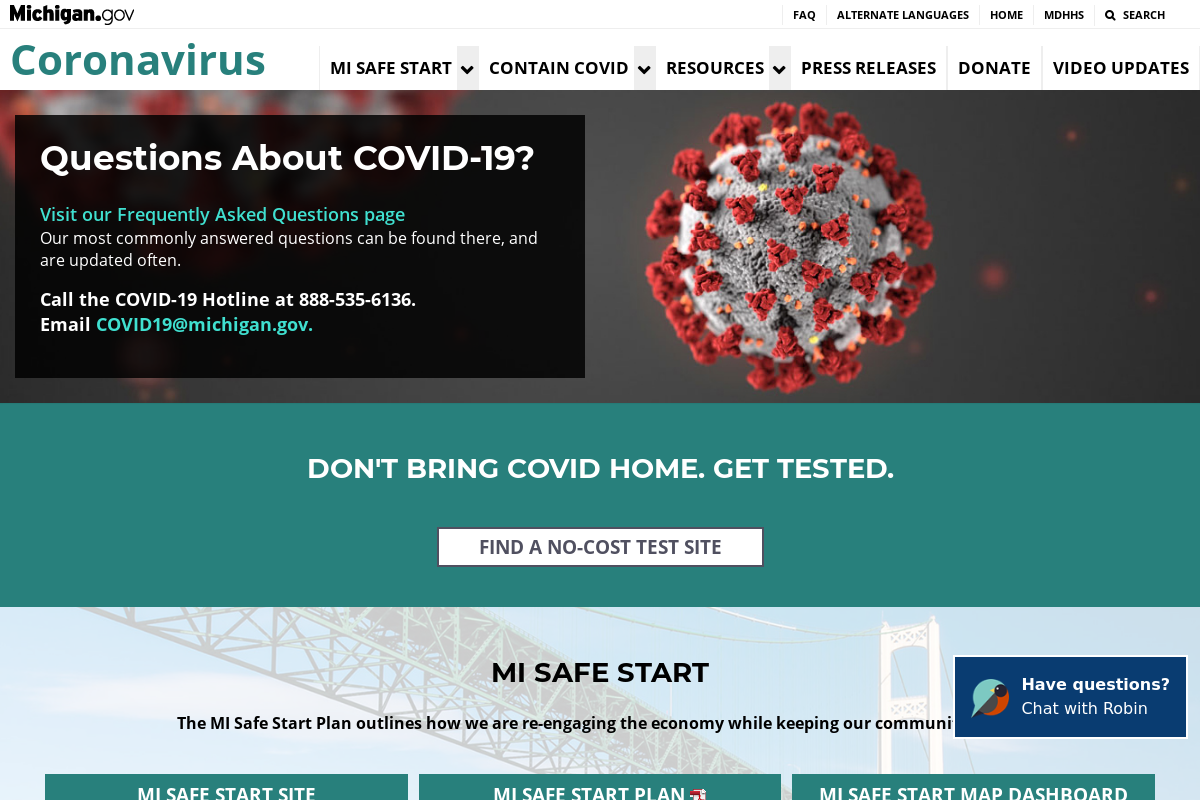 Michigan.gov
FAQ ALTERNATE LANGUAGES HOME MDHHS SEARCH
Coronavirus
MI SAFE START CONTAIN COVID RESOURCES PRESS RELEASES DONATE VIDEO UPDATES
Questions About COVID-19?
Visit our Frequently Asked Questions page
Our most commonly answered questions can be found there, and
are updated often.
Call the COVID-19 Hotline at 888-535-6136.
Email COVID19@michigan.gov.
DON'T BRING COVID HOME. GET TESTED.
FIND A NO-COST TEST SITE
MI SAFE START
The MI Safe Start Plan outlines how we are re-engaging the economy while keeping our
Have questions?
Chat with Robin
MI SAFE START SITE MI SAFE START PLAN MI SAFE START MAP DASHBOARD